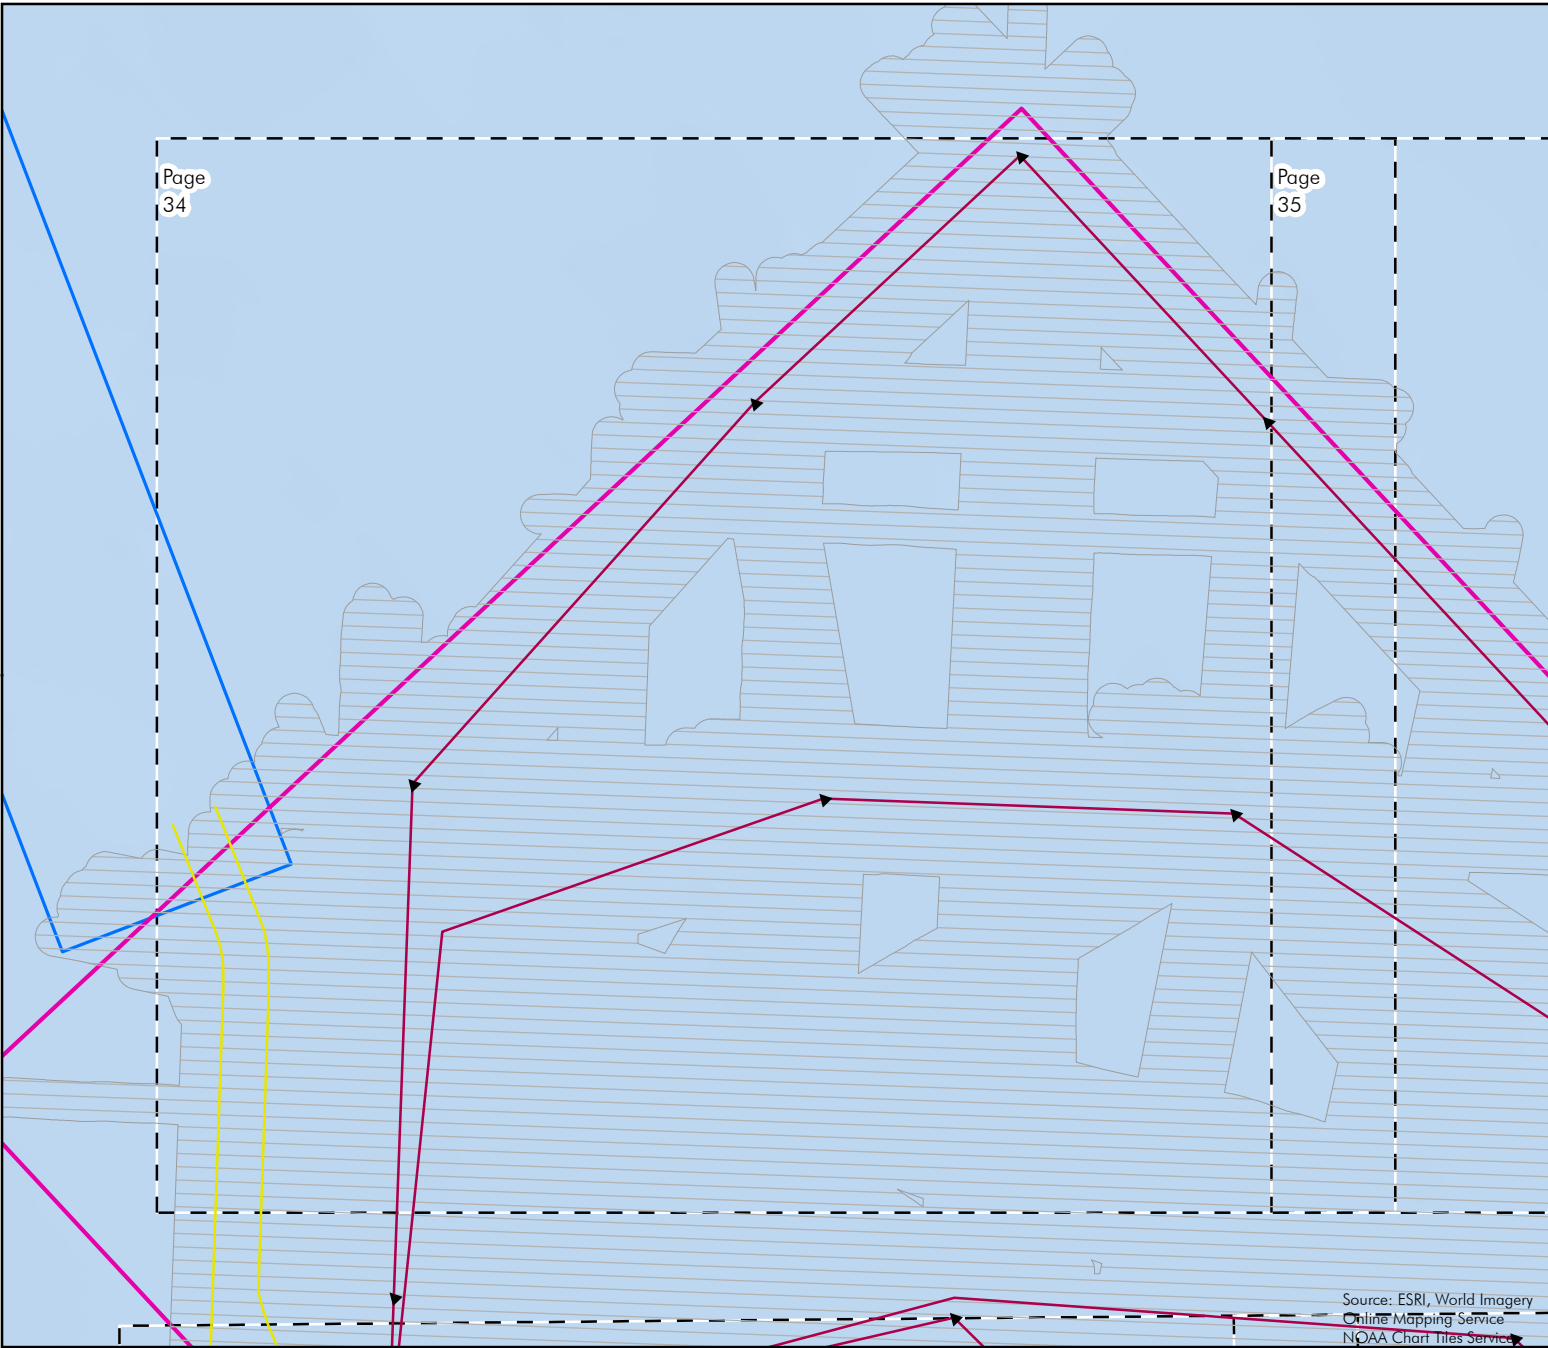 Page
34
Page
35
Source: ESRI, World Imagery
Online Mapping Service
NOAA Chart Tiles Service